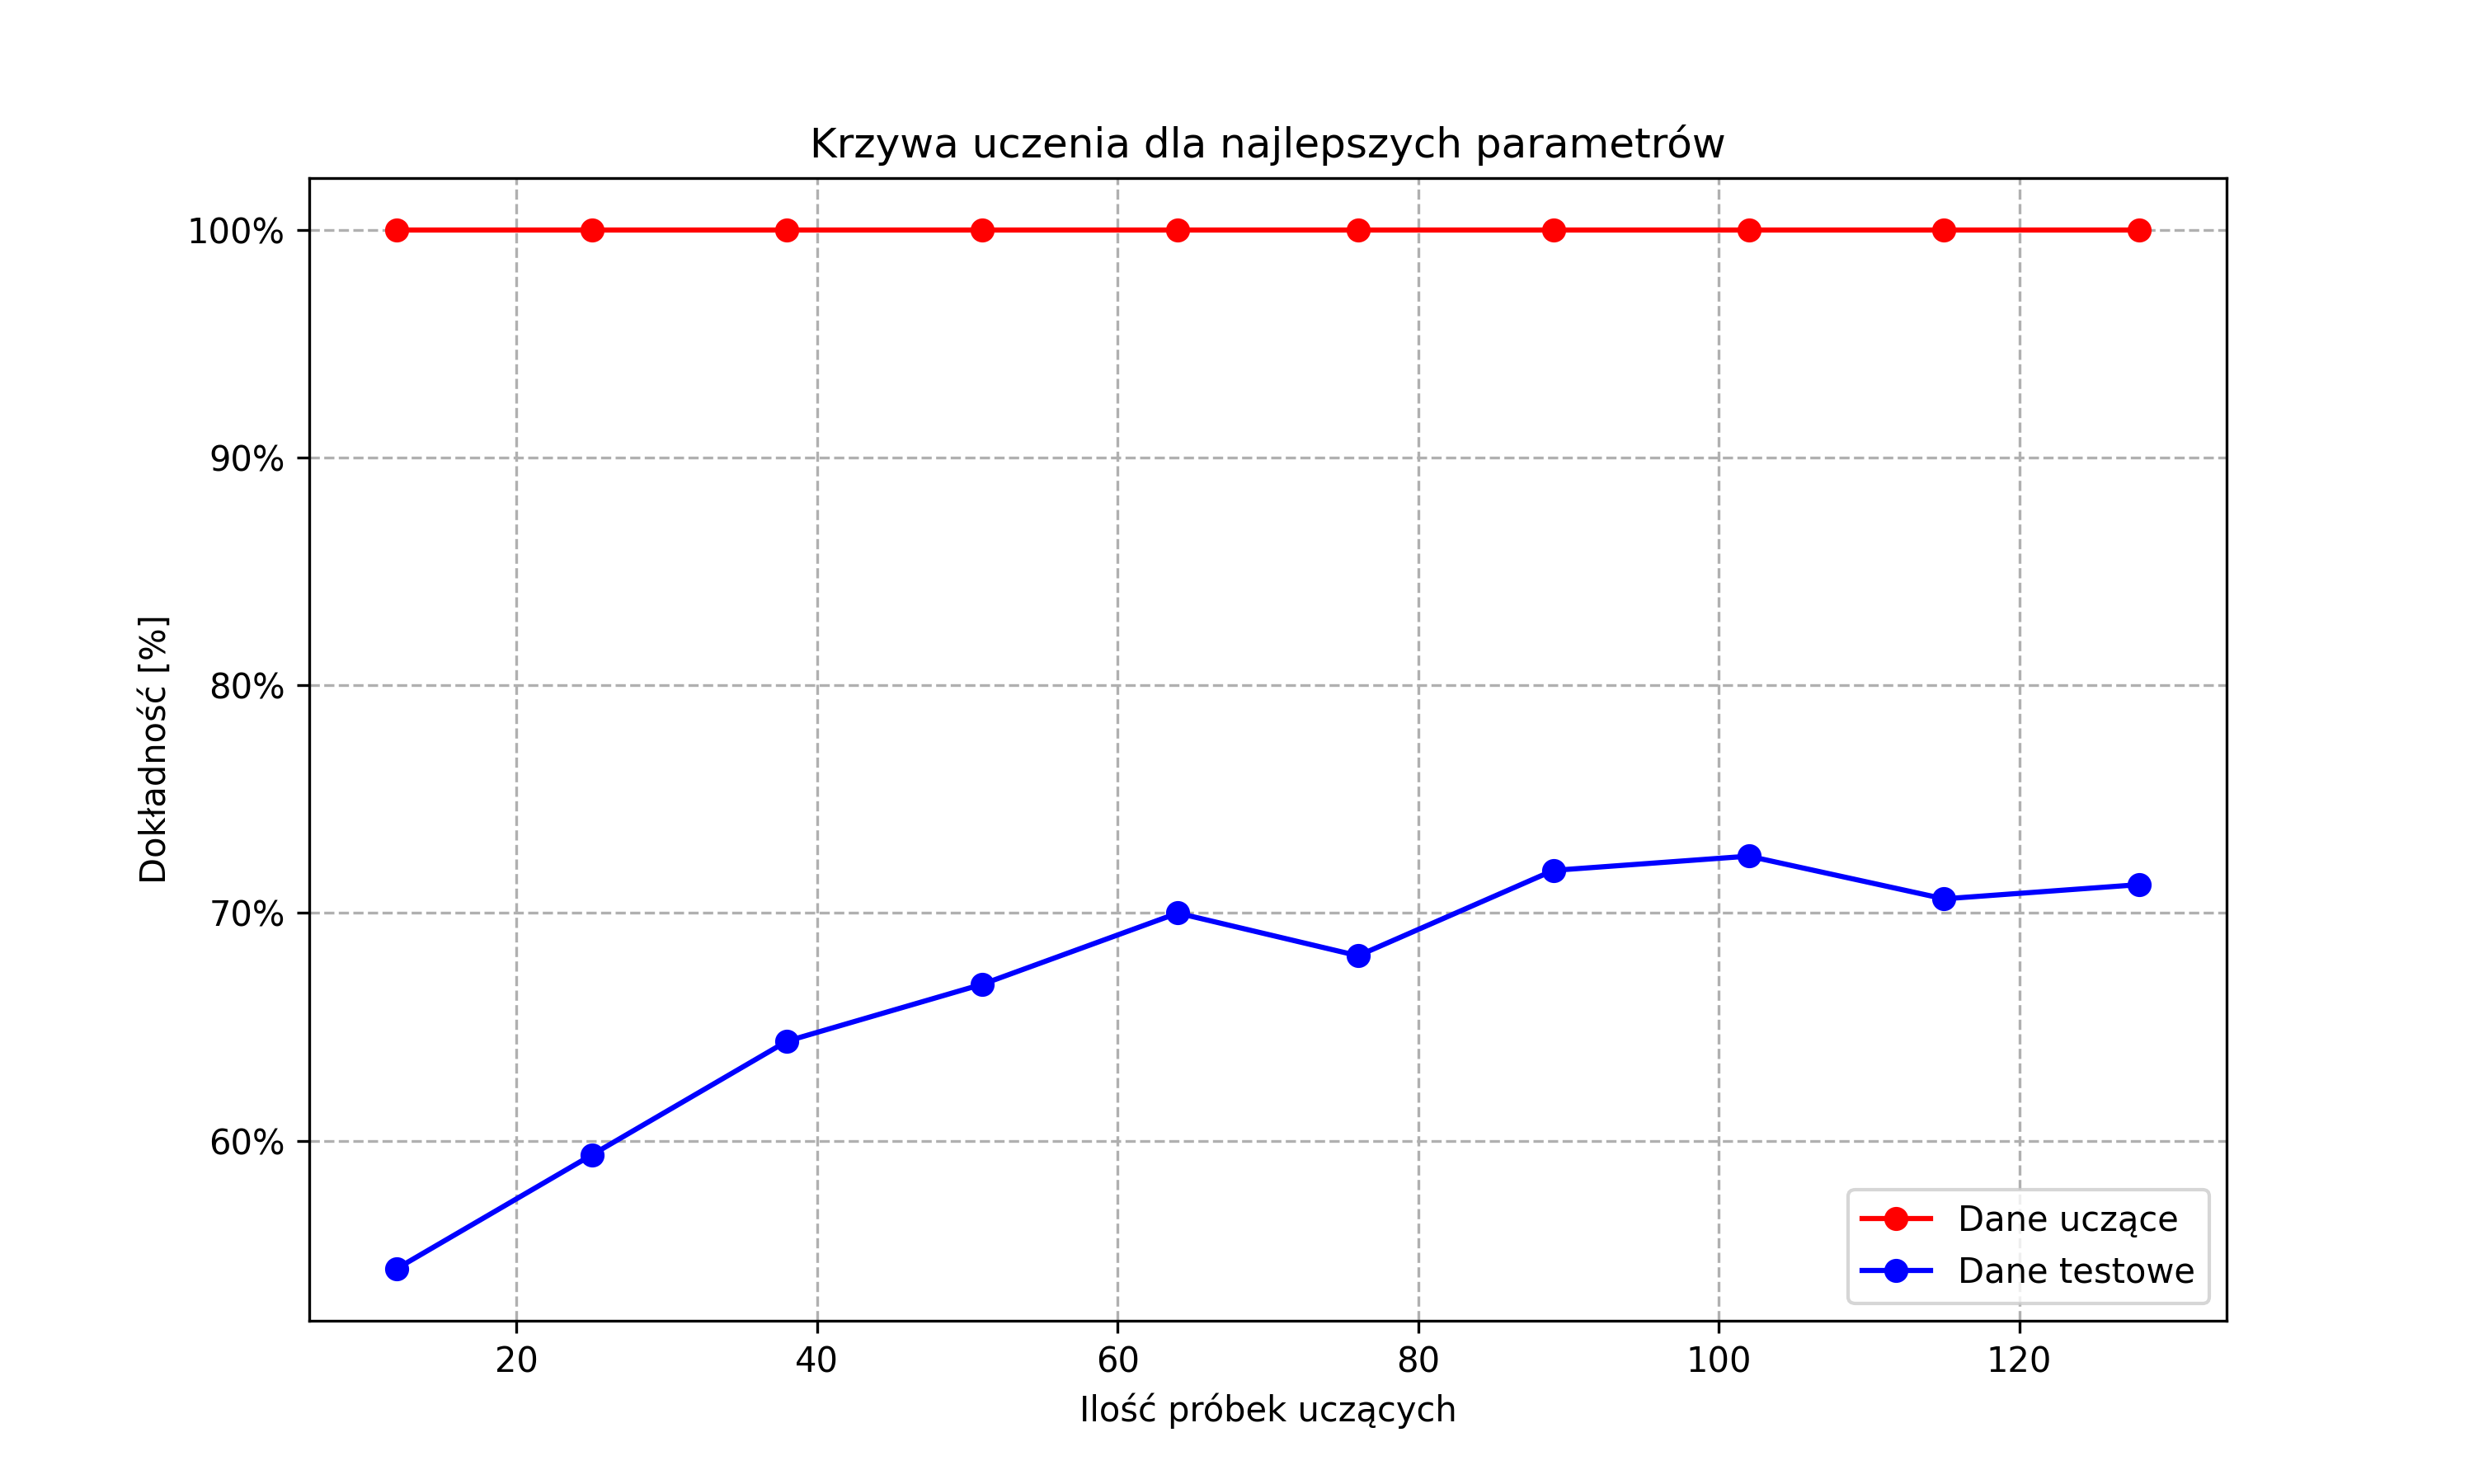 Krzywa uczenia dla najlepszych parametrów
100%
90%
80%
70%
60%
Dokładność [%]
20 40 60 80 100 120
Ilość próbek uczących
Dane uczące
Dane testowe